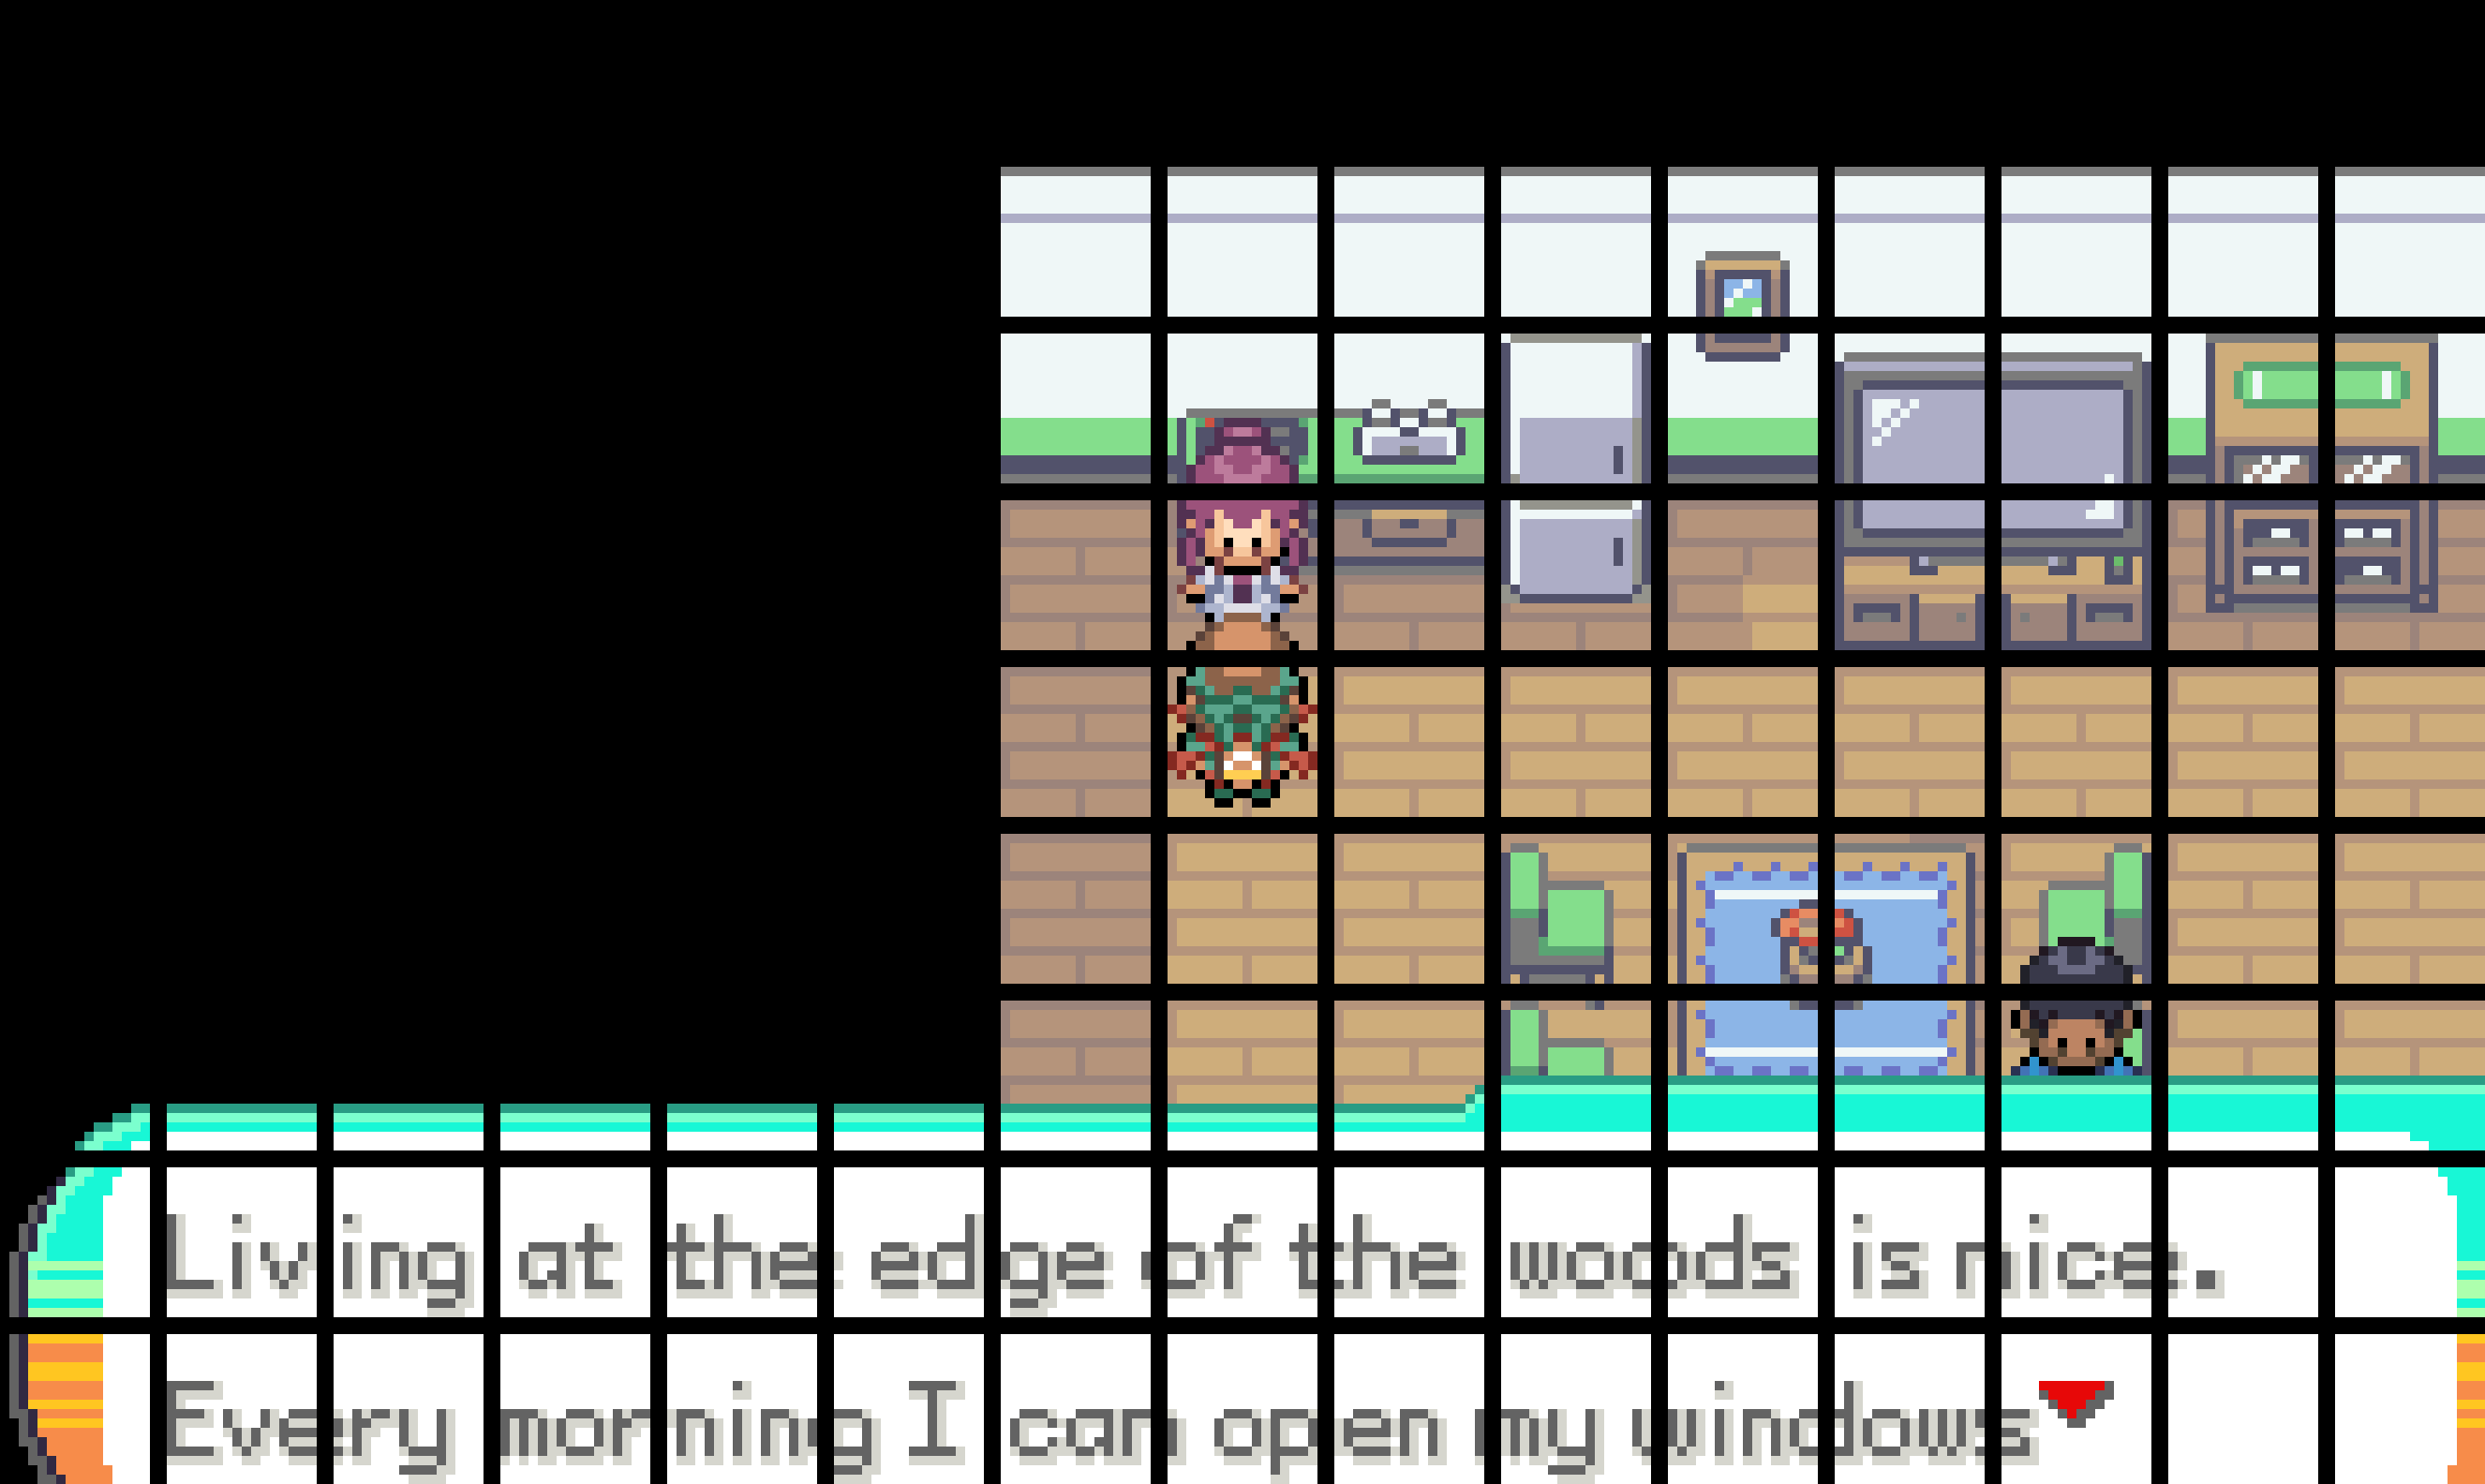 Living at the edge of the woods is nice.
Every morning I can open my windows